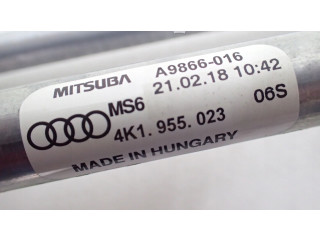 MITSUBA A9866-016
21.02.18 10:42
MS6 06S
4K1.955.023
MADE IN HUNGARY